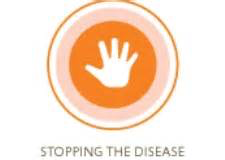 STOPPING THE DISEASE